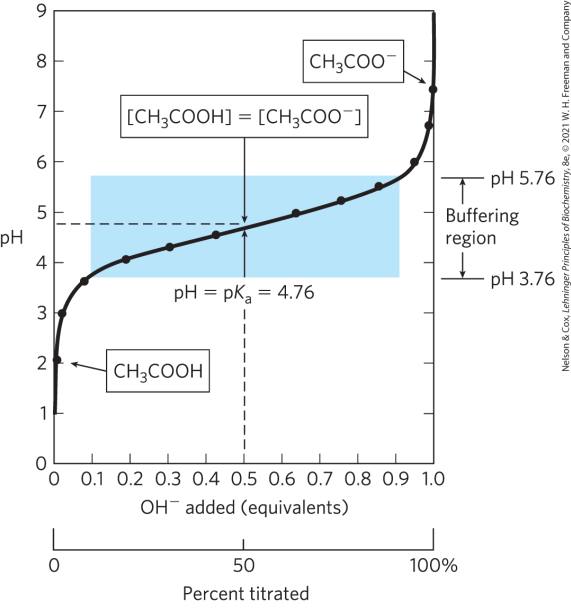 9
8
7
6
5
4
3
2
1
0
pH
CH₃COO⁻
[CH₃COOH] = [CH₃COO⁻]
pH = pKₐ = 4.76
CH₃COOH
pH 5.76
Buffering
region
pH 3.76
0 0.1 0.2 0.3 0.4 0.5 0.6 0.7 0.8 0.9 1.0
OH⁻ added (equivalents)
0 50 100%
Percent titrated
Nelson & Cox, Lehninger Principles of Biochemistry, 8e, © 2021 W. H. Freeman and Company